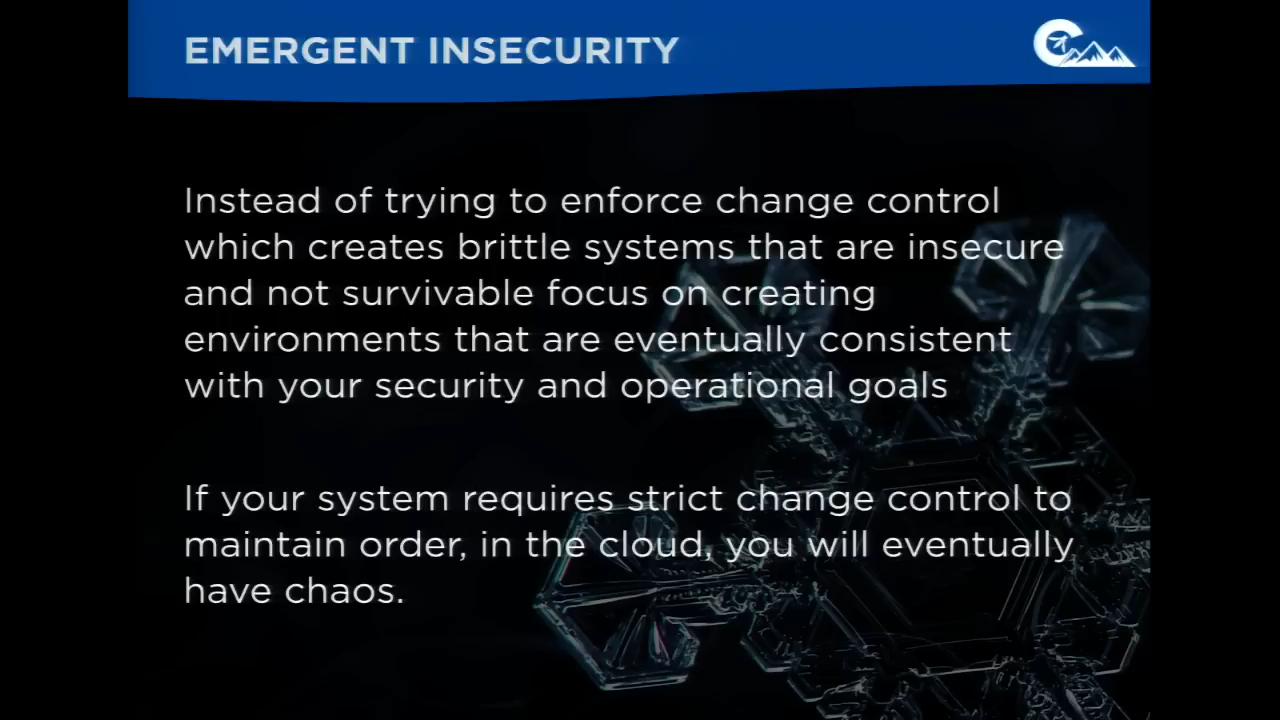 EMERGENT INSECURITY
Instead of trying to enforce change control
which creates brittle systems that are insecure
and not survivable focus on creating
environments that are eventually consistent
with your security and operational goals
If your system requires strict change control to
maintain order, in the cloud, you will eventually
have chaos.